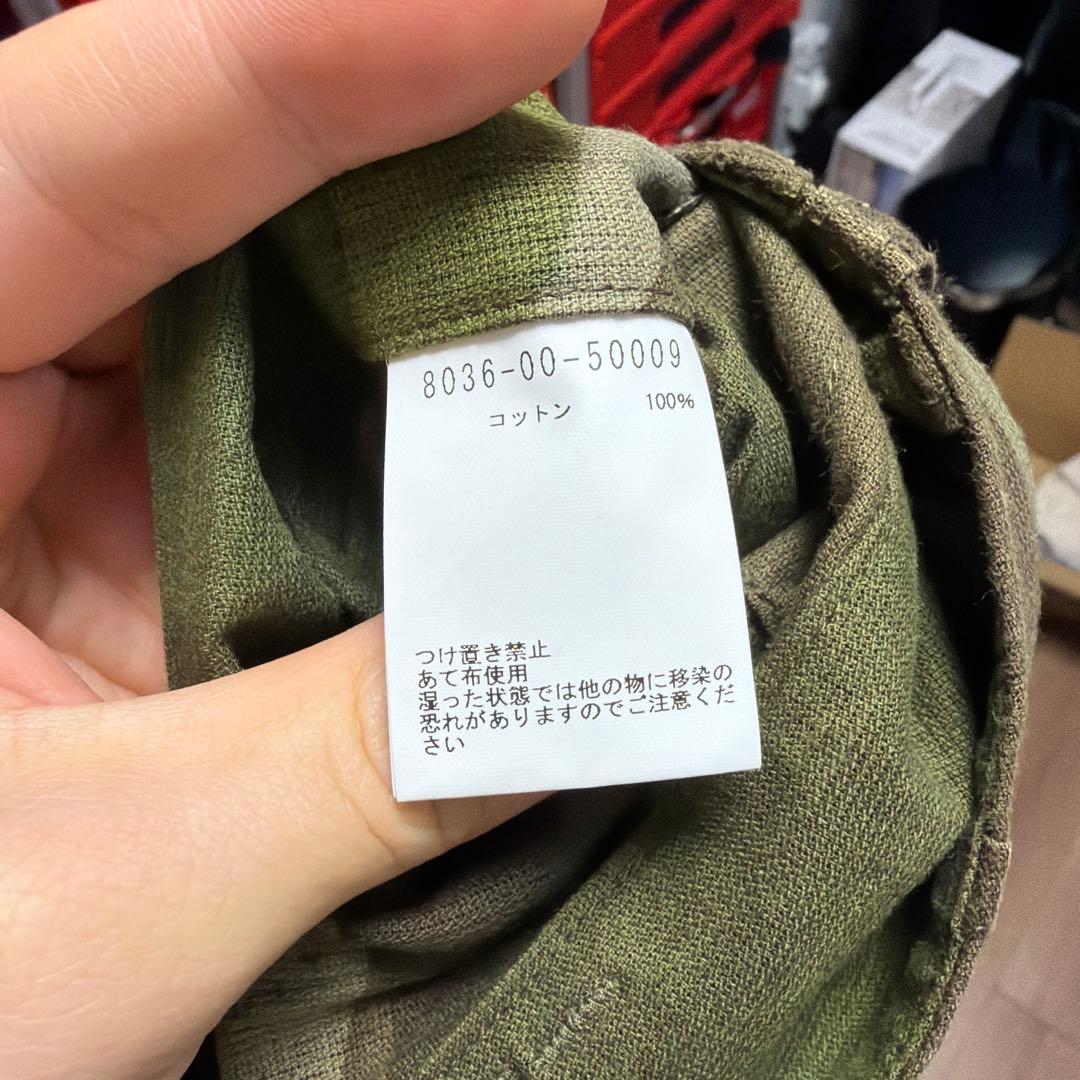 8036-00-50009
コットン 100%
つけ置き禁止
あて布使用
湿った状態では他の物に移染の
恐れがありますのでご注意くだ
さい